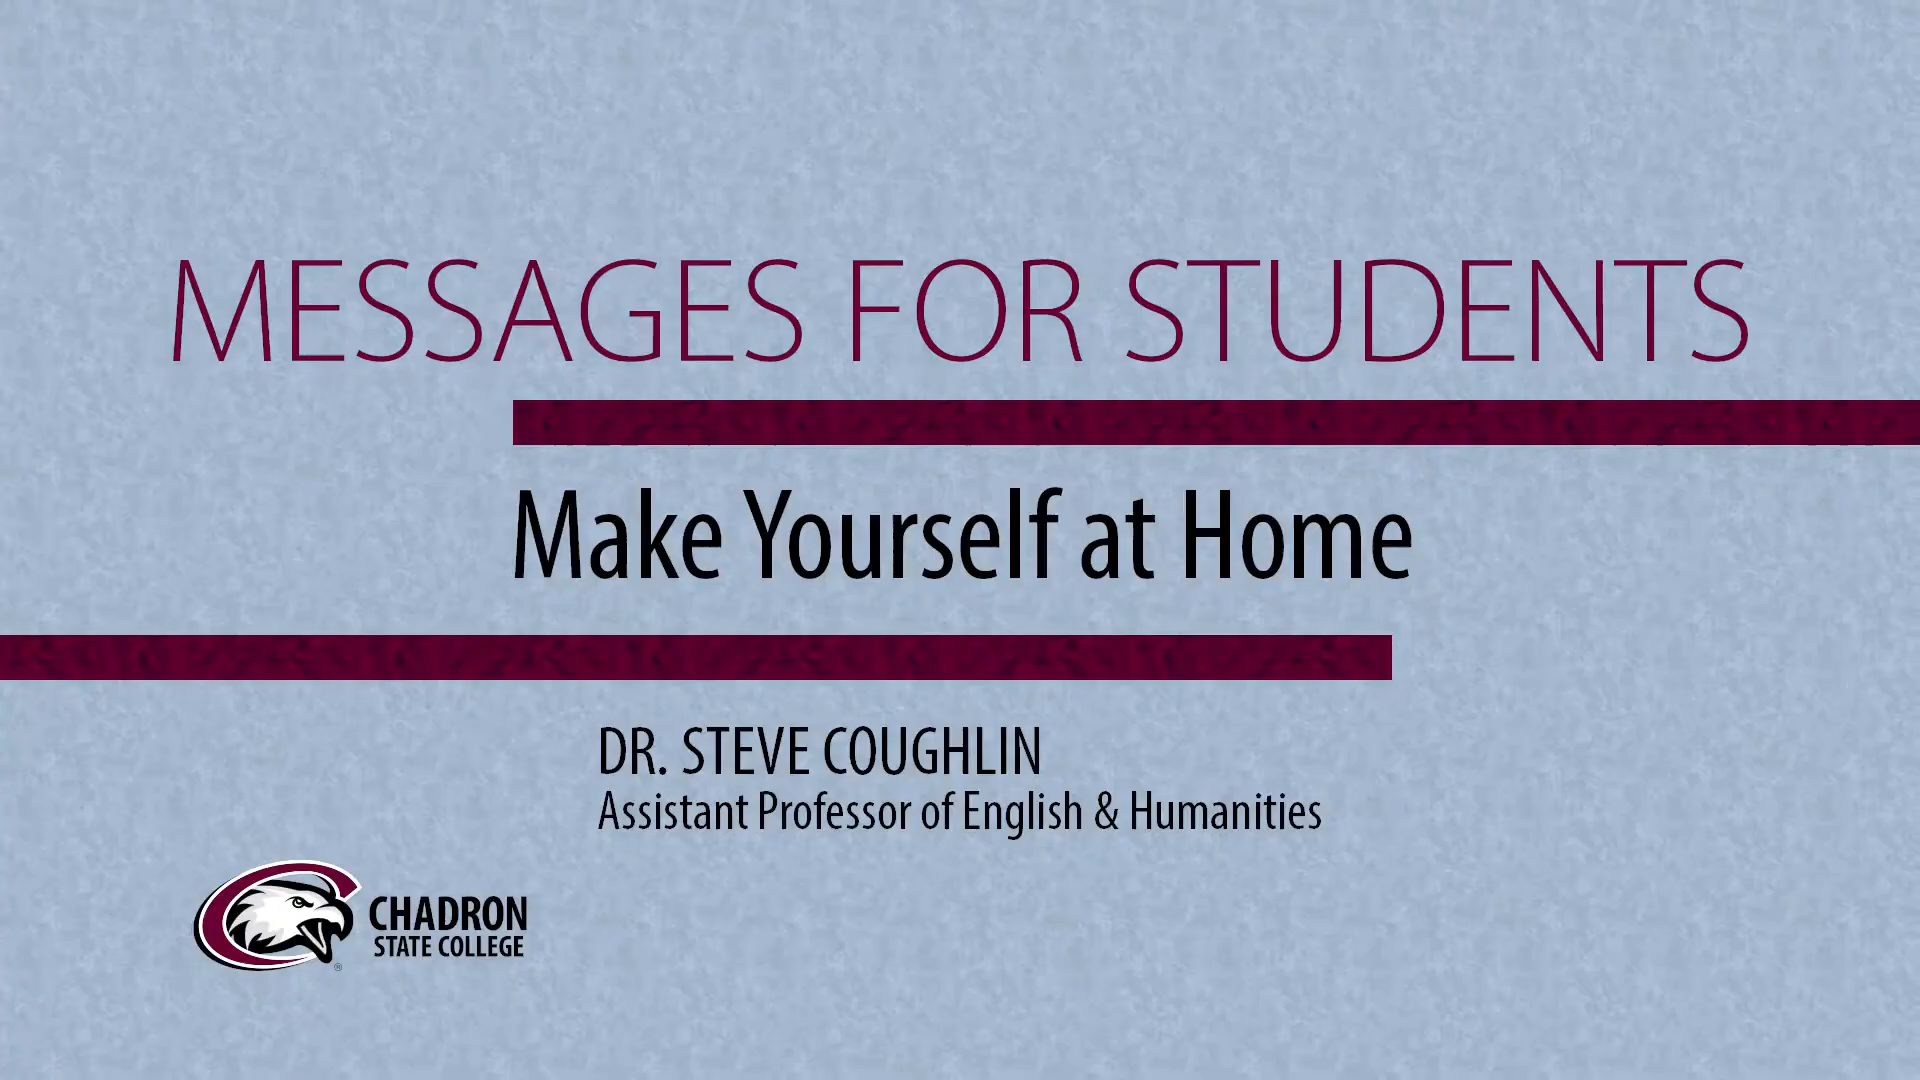 MESSAGES FOR STUDENTS
Make Yourself at Home
DR. STEVE COUGHLIN
Assistant Professor of English & Humanities
CHADRON
STATE COLLEGE
®